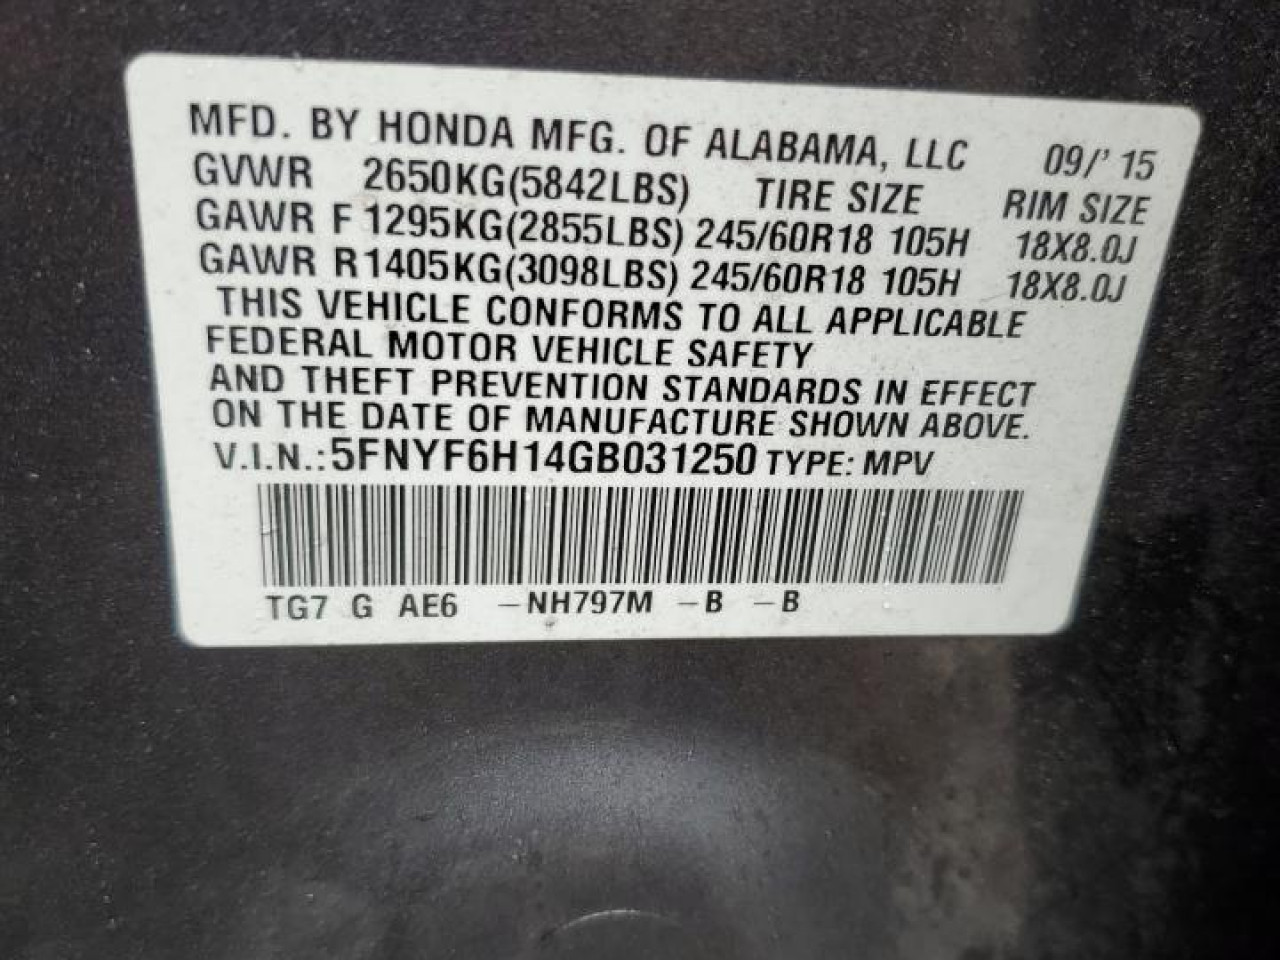 MFD. BY HONDA MFG. OF ALABAMA, LLC 09/' 15
GVWR 2650KG(5842LBS) TIRE SIZE RIM SIZE
GAWR F 1295KG(2855LBS) 245/60R18 105H 18X8.0J
GAWR R 1405KG(3098LBS) 245/60R18 105H 18X8.0J
THIS VEHICLE CONFORMS TO ALL APPLICABLE
FEDERAL MOTOR VEHICLE SAFETY
AND THEFT PREVENTION STANDARDS IN EFFECT
ON THE DATE OF MANUFACTURE SHOWN ABOVE.
V.I.N.: 5FNYF6H14GB031250 TYPE: MPV
TG7 G AE6 -NH797M -B -B